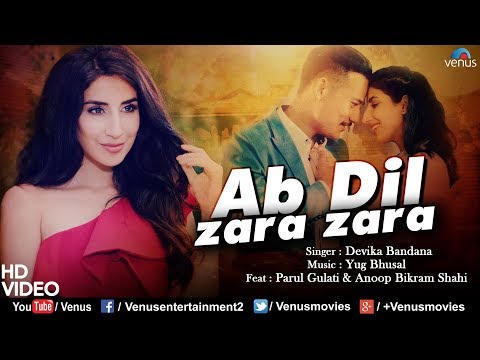 venus
Ab Dil
zara zara
Singer : Devika Bandana
Music : Yug Bhusal
Feat : Parul Gulati & Anoop Bikram Shahi
HD
VIDEO
YouTube / Venus f / Venusentertainment2 / Venusmovies g+ / +Venusmovies